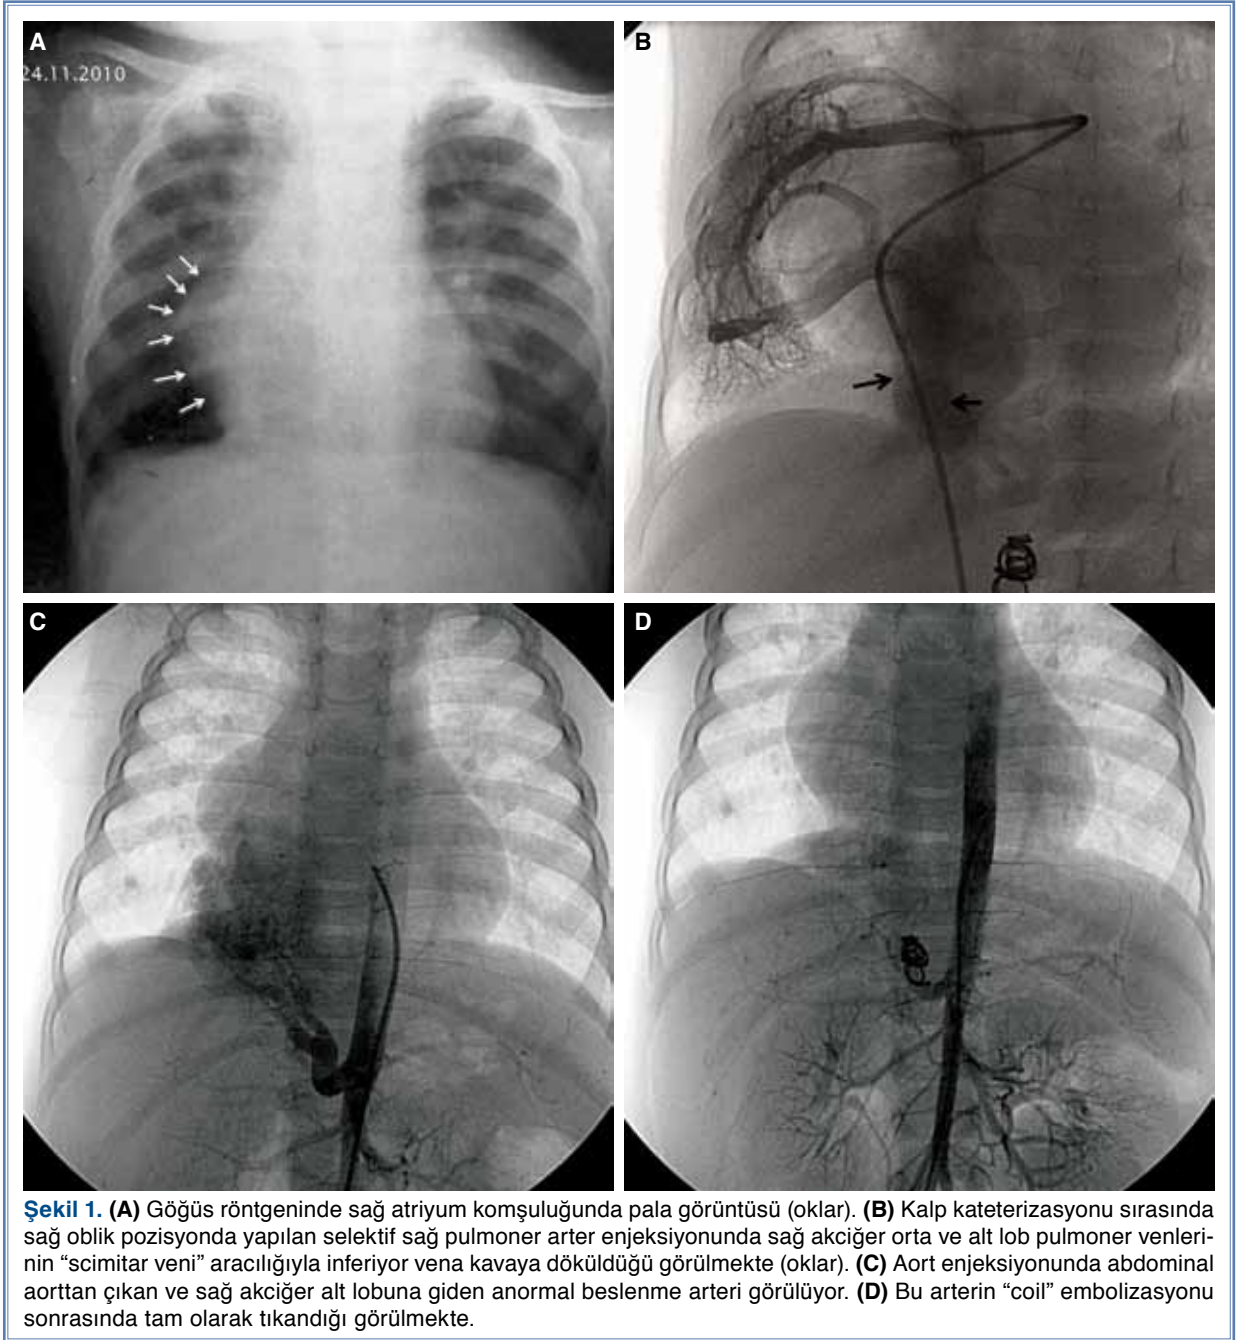 A
24.11.2010
B
C
D
Şekil 1. (A) Göğüs röntgeninde sağ atriyum komşuluğunda pala görüntüsü (oklar). (B) Kalp kateterizasyonu sırasında
sağ oblik pozisyonda yapılan selektif sağ pulmoner arter enjeksiyonunda sağ akciğer orta ve alt lob pulmoner venleri-
nin “scimitar veni” aracılığıyla inferiyor vena kavaya döküldüğü görülmekte (oklar). (C) Aort enjeksiyonunda abdominal
aorttan çıkan ve sağ akciğer alt lobuna giden anormal beslenme arteri görülüyor. (D) Bu arterin “coil” embolizasyonu
sonrasında tam olarak tıkandığı görülmekte.